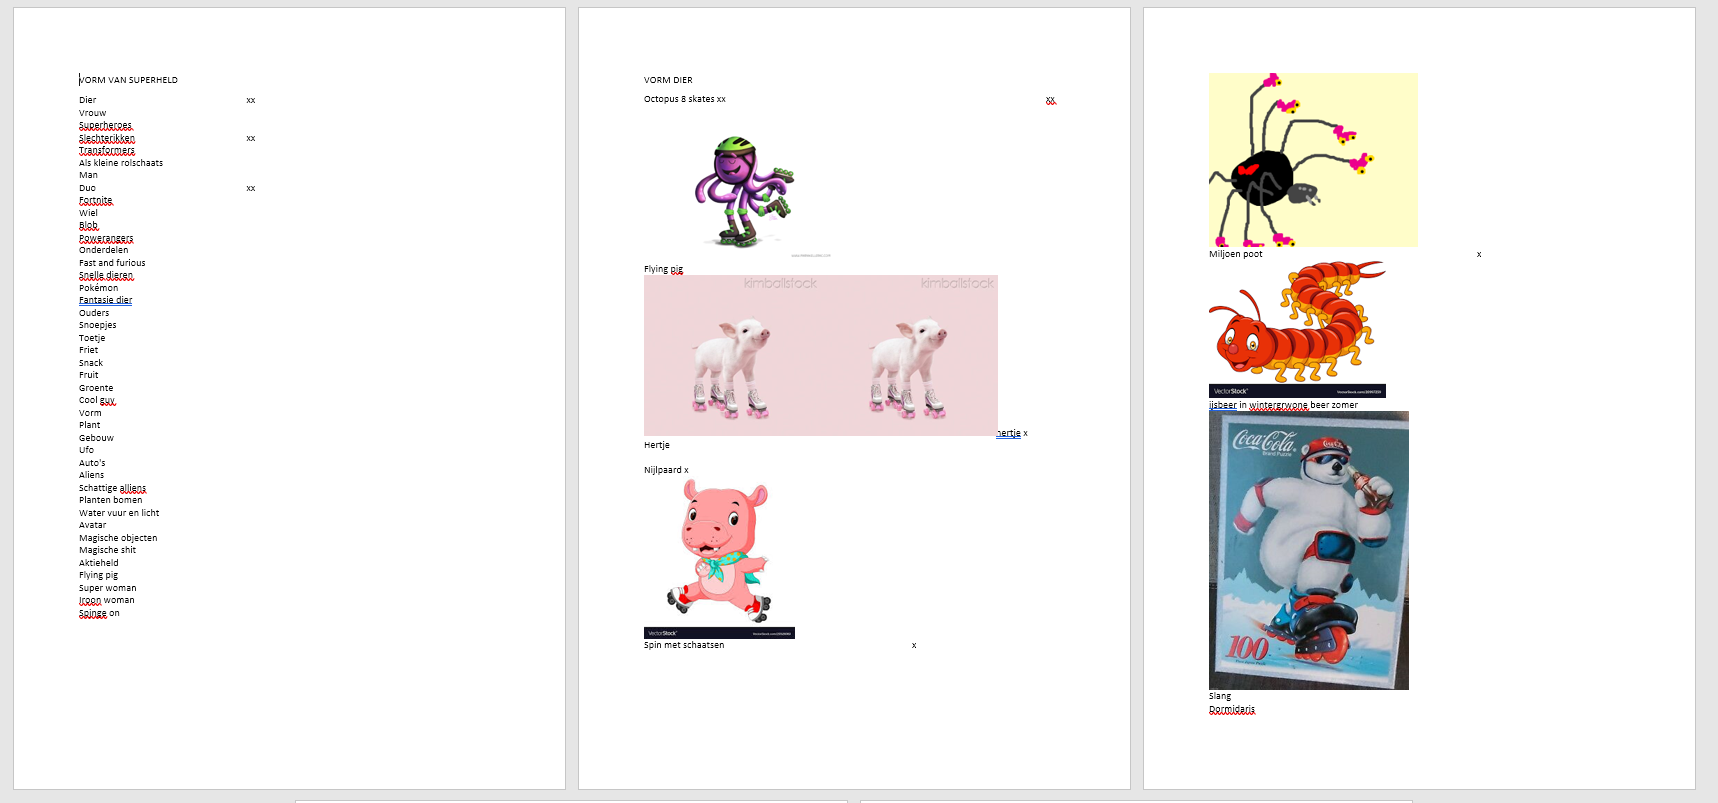 VORM VAN SUPERHELD
Dier xx
Vrouw
Superheroes
Slechterikken xx
Transformers
Als kleine rolschaats
Man
Duo xx
Fortnite
Wiel
Blob
Powerangers
Onderdelen
Fast and furious
Snelle dieren
Pokémon
Fantasie dier
Ouders
Snoepjes
Toetje
Friet
Snack
Fruit
Groente
Cool guy
Vorm
Plant
Gebouw
Ufo
Auto's
Aliens
Schattige alliens
Planten bomen
Water vuur en licht
Avatar
Magische objecten
Magische shit
Aktieheld
Flying pig
Super woman
Iroon woman
Spinge on
VORM DIER
Octopus 8 skates xx xx
Flying pig
kimballstock kimballstock
hertje x
Hertje
Nijlpaard x
VectorStock
Spin met schaatsen x
Miljoen poot x
VectorStock
ijsbeer in wintergrwone beer zomer
Coca-Cola
Brand Puzzle
100
Slang
Dormidaris